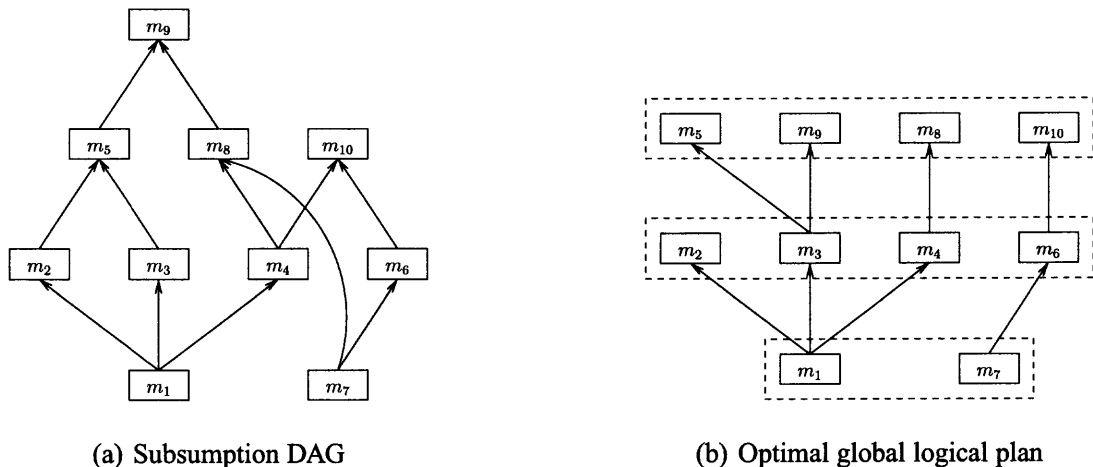 m₉
m₅ m₈ m₁₀
m₂ m₃ m₄ m₆
m₁ m₇
(a) Subsumption DAG
m₅ m₉ m₈ m₁₀
m₂ m₃ m₄ m₆
m₁ m₇
(b) Optimal global logical plan